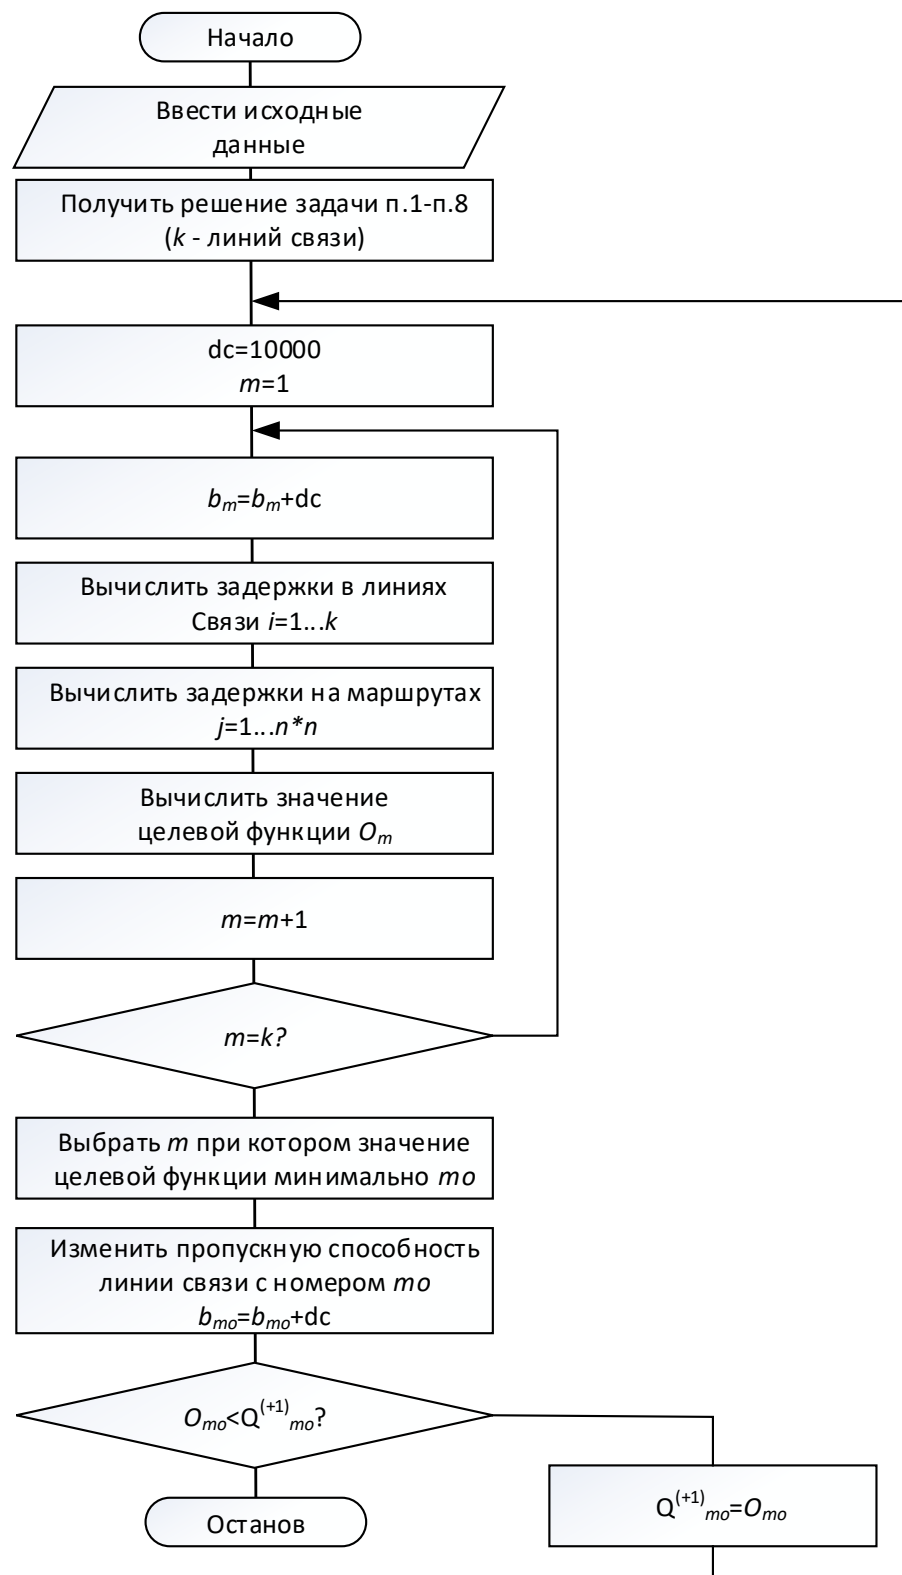 Начало
Ввести исходные
данные
Получить решение задачи п.1-п.8
(k - линий связи)
dc=10000
m=1
bm=bm+dc
Вычислить задержки в линиях
Связи i=1...k
Вычислить задержки на маршрутах
j=1...n*n
Вычислить значение
целевой функции Om
m=m+1
m=k?
Выбрать m при котором значение
целевой функции минимально mo
Изменить пропускную способность
линии связи с номером mo
bmo=bmo+dc
Omo<Q(+1)mo?
Q(+1)mo=Omo
Останов